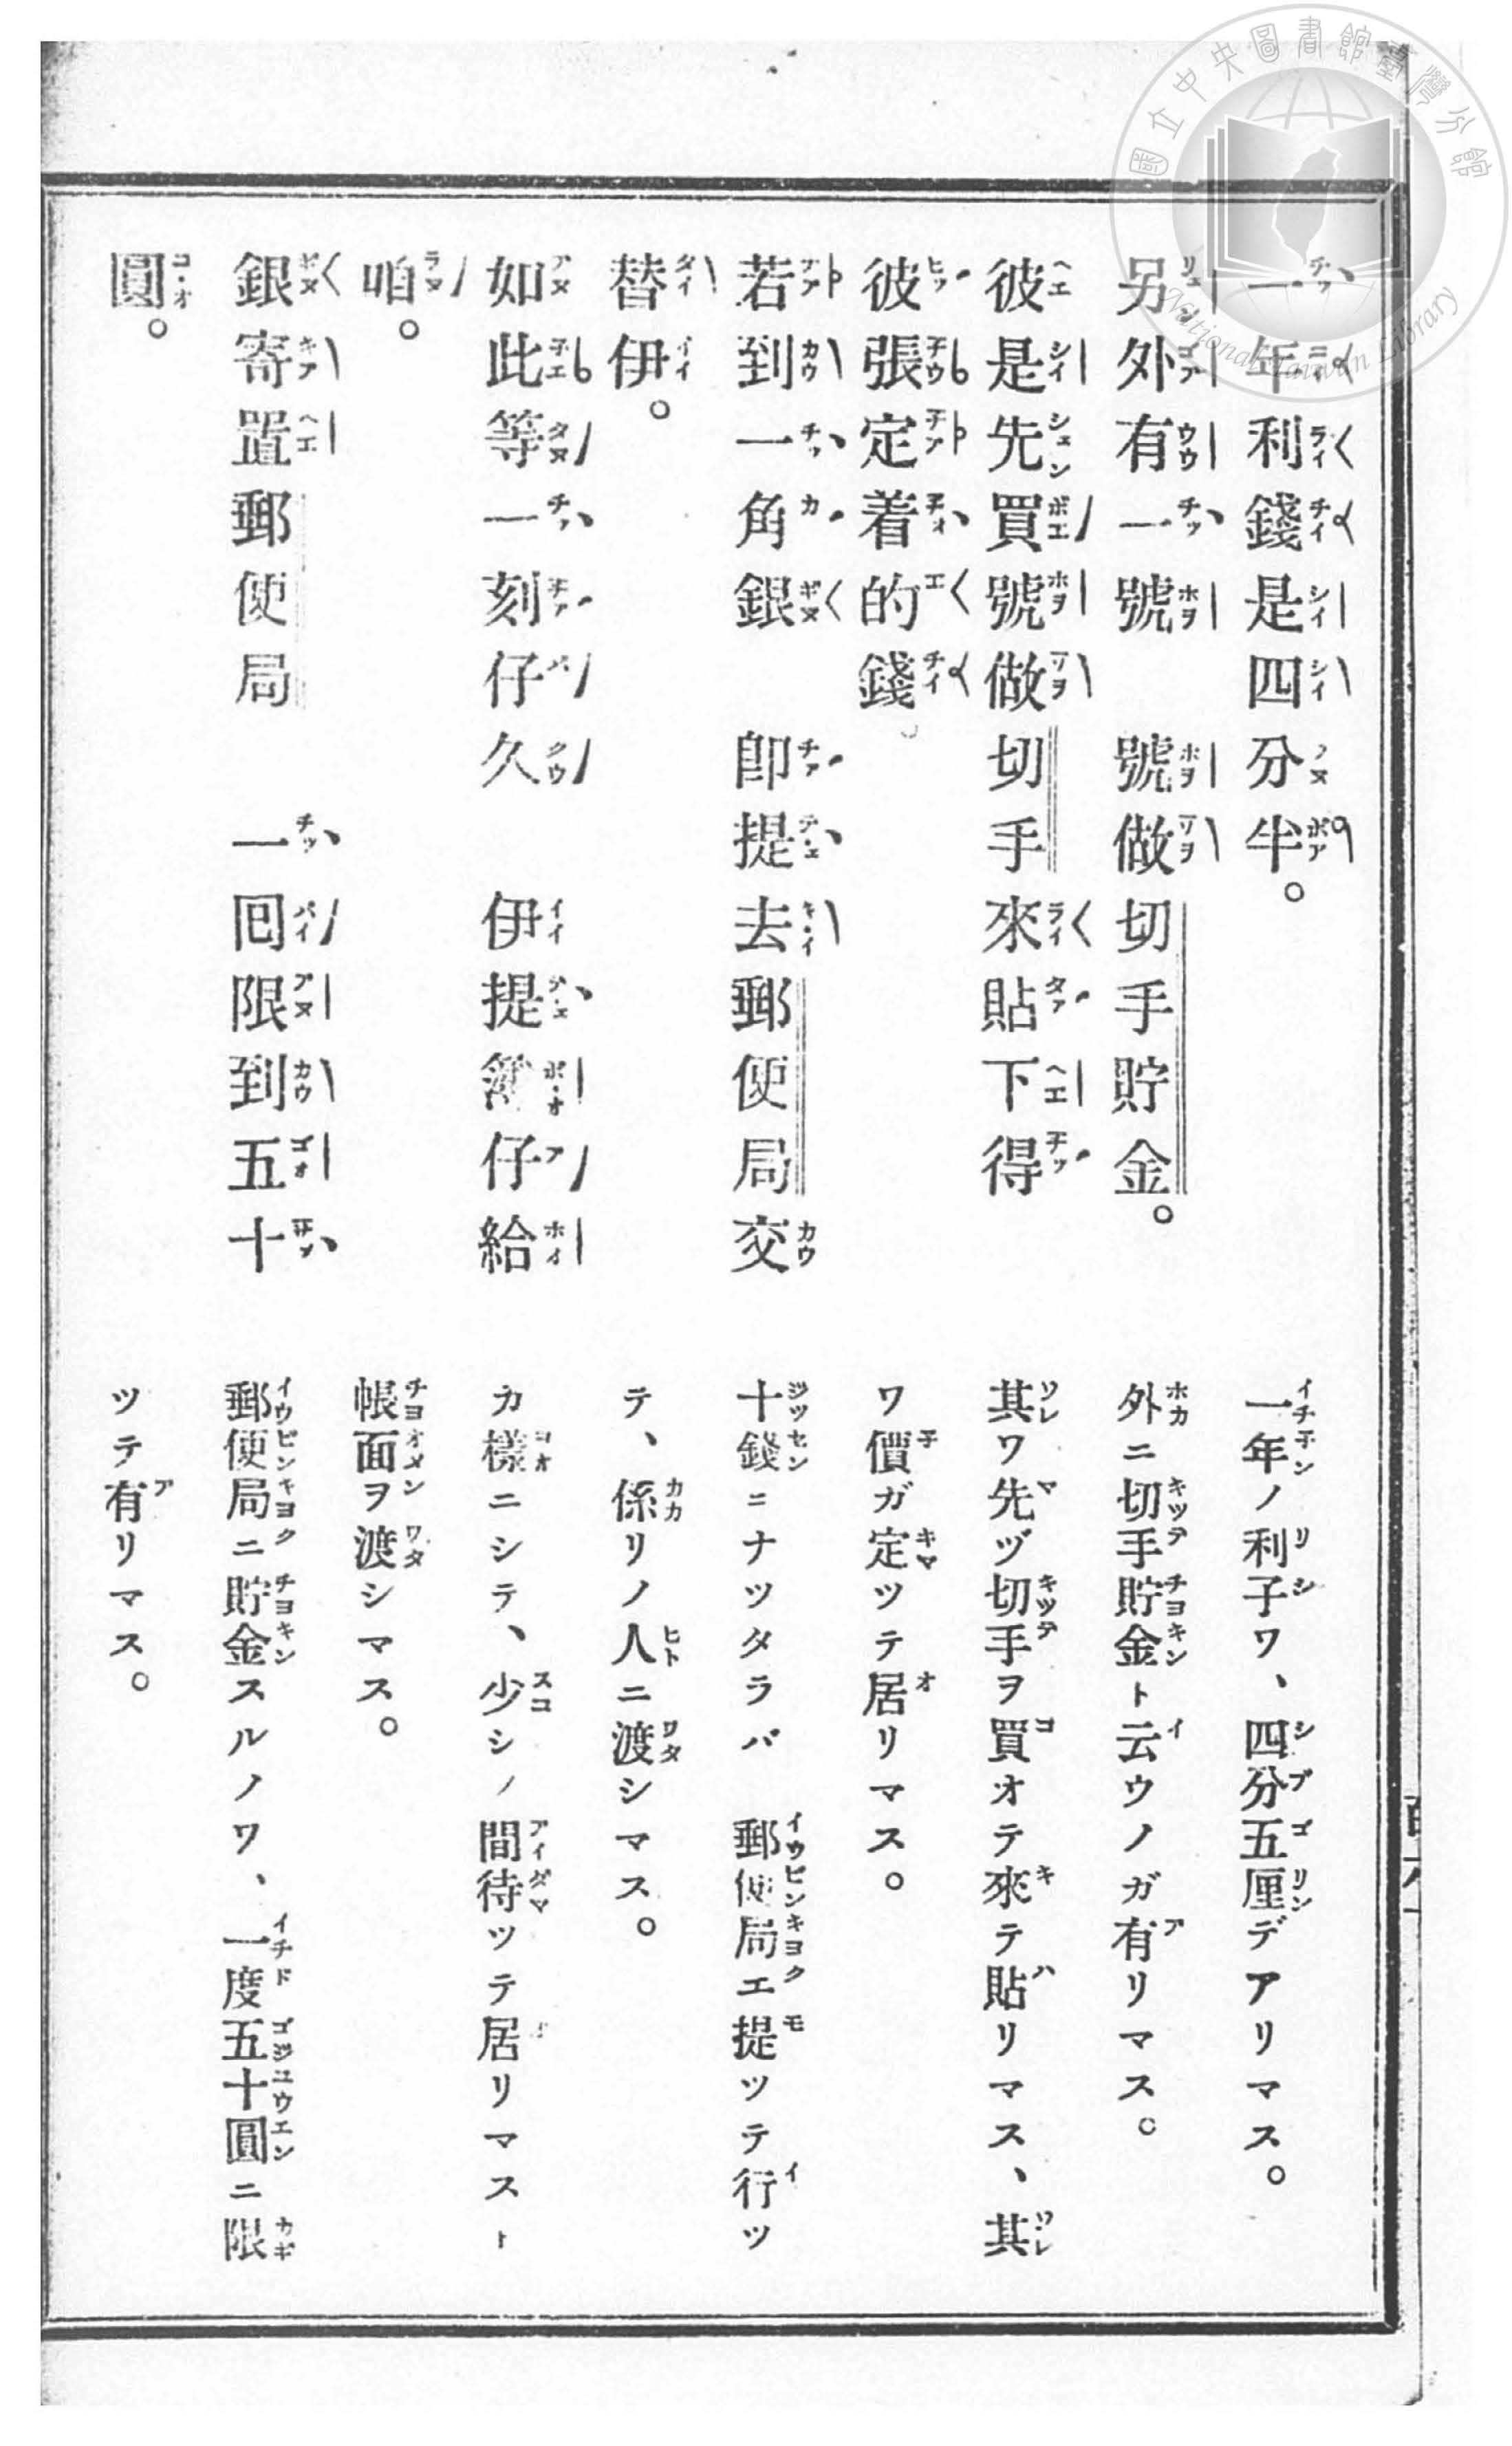 一年利錢是四分半。
另外有一號　號做切手貯金。
彼是先買號做切手來貼下得
彼張定着的錢。
若到一角銀　卽提去郵便局交
替伊。
如此等一刻仔久　伊提簿仔給
咱。
銀寄置郵便局　一回限到五十
圓。
一年ノ利子ワ、四分五厘デアリマス。
外ニ切手貯金ト云ウノガ有リマス。
其ワ先ヅ切手ヲ買オテ來テ貼リマス、其
ワ價ガ定ツテ居リマス。
十錢ニナツタラバ　郵便局エ提ツテ行ツ
テ、係リノ人ニ渡シマス。
カ樣ニシテ、少シノ間待ツテ居リマスト
帳面ヲ渡シマス。
郵便局ニ貯金スルノワ、一度五十圓ニ限
ツテ有リマス。
國立中央圖書館臺灣分館
National Taiwan Library